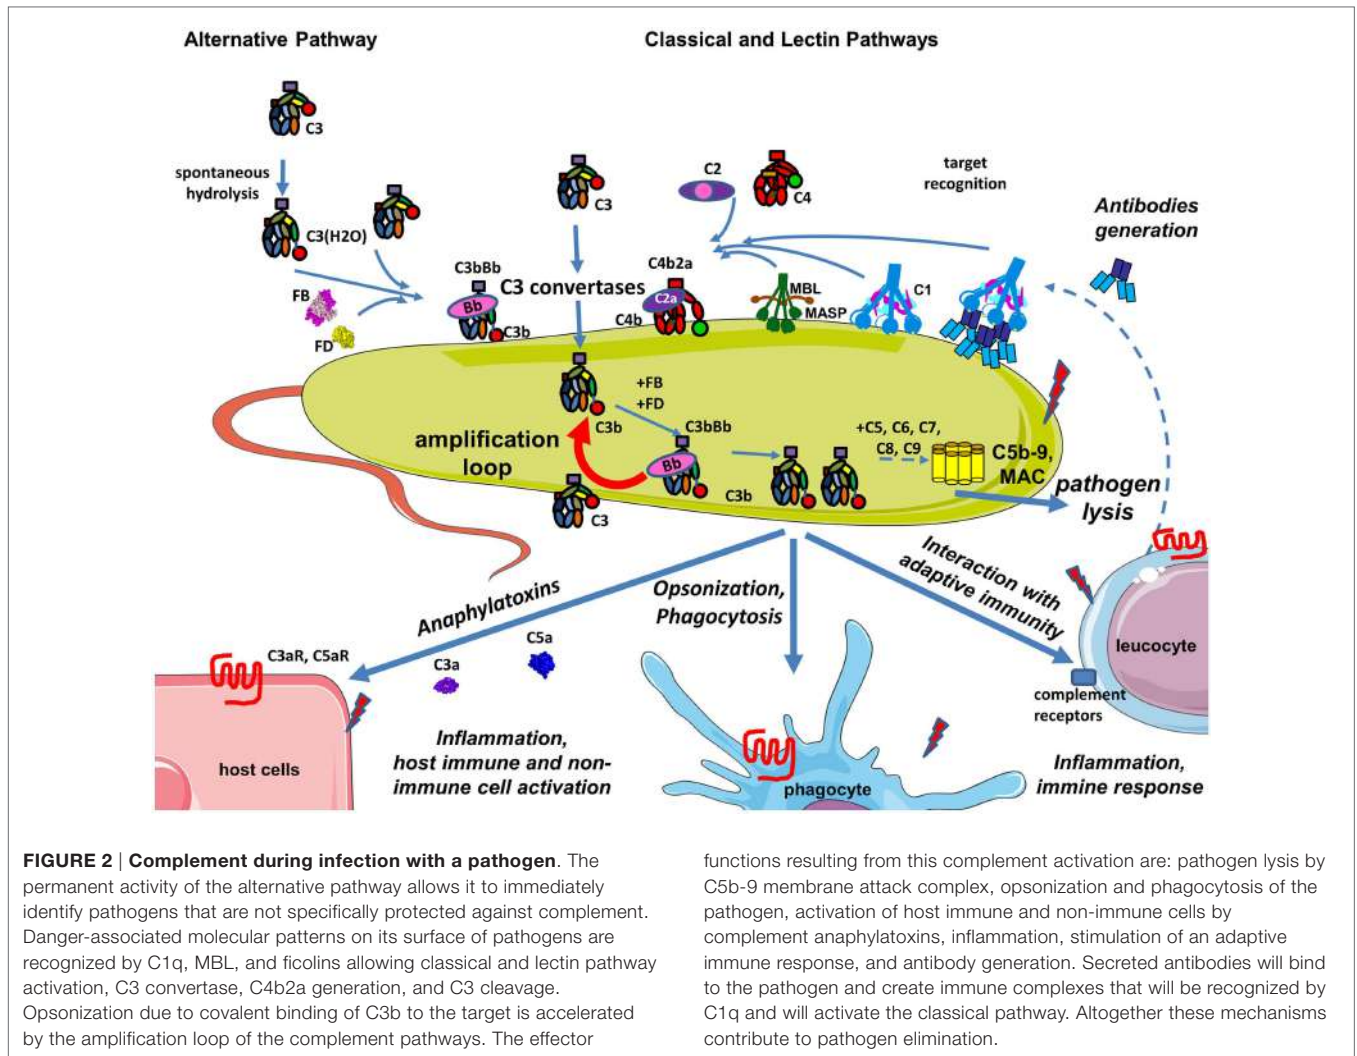 Alternative Pathway
Classical and Lectin Pathways
C3
spontaneous
hydrolysis
C3(H2O)
FB
FD
C3bBb
Bb
C3b
C3
C3 convertases
C2
C4
C4b2a
C2a
C4b
MBL
MASP
C1
target
recognition
Antibodies
generation
C3b
+FB
+FD
C3bBb
Bb
amplification
loop
C3
C3b
+C5, C6, C7,
C8, C9
C5b-9,
MAC
pathogen
lysis
Anaphylatoxins
Opsonization,
Phagocytosis
Interaction with
adaptive immunity
C3aR, C5aR
C3a
C5a
host cells
Inflammation,
host immune and non-
immune cell activation
phagocyte
leucocyte
complement
receptors
Inflammation,
immine response
FIGURE 2 | Complement during infection with a pathogen. The
permanent activity of the alternative pathway allows it to immediately
identify pathogens that are not specifically protected against complement.
Danger-associated molecular patterns on its surface of pathogens are
recognized by C1q, MBL, and ficolins allowing classical and lectin pathway
activation, C3 convertase, C4b2a generation, and C3 cleavage.
Opsonization due to covalent binding of C3b to the target is accelerated
by the amplification loop of the complement pathways. The effector
functions resulting from this complement activation are: pathogen lysis by
C5b-9 membrane attack complex, opsonization and phagocytosis of the
pathogen, activation of host immune and non-immune cells by
complement anaphylatoxins, inflammation, stimulation of an adaptive
immune response, and antibody generation. Secreted antibodies will bind
to the pathogen and create immune complexes that will be recognized by
C1q and will activate the classical pathway. Altogether these mechanisms
contribute to pathogen elimination.